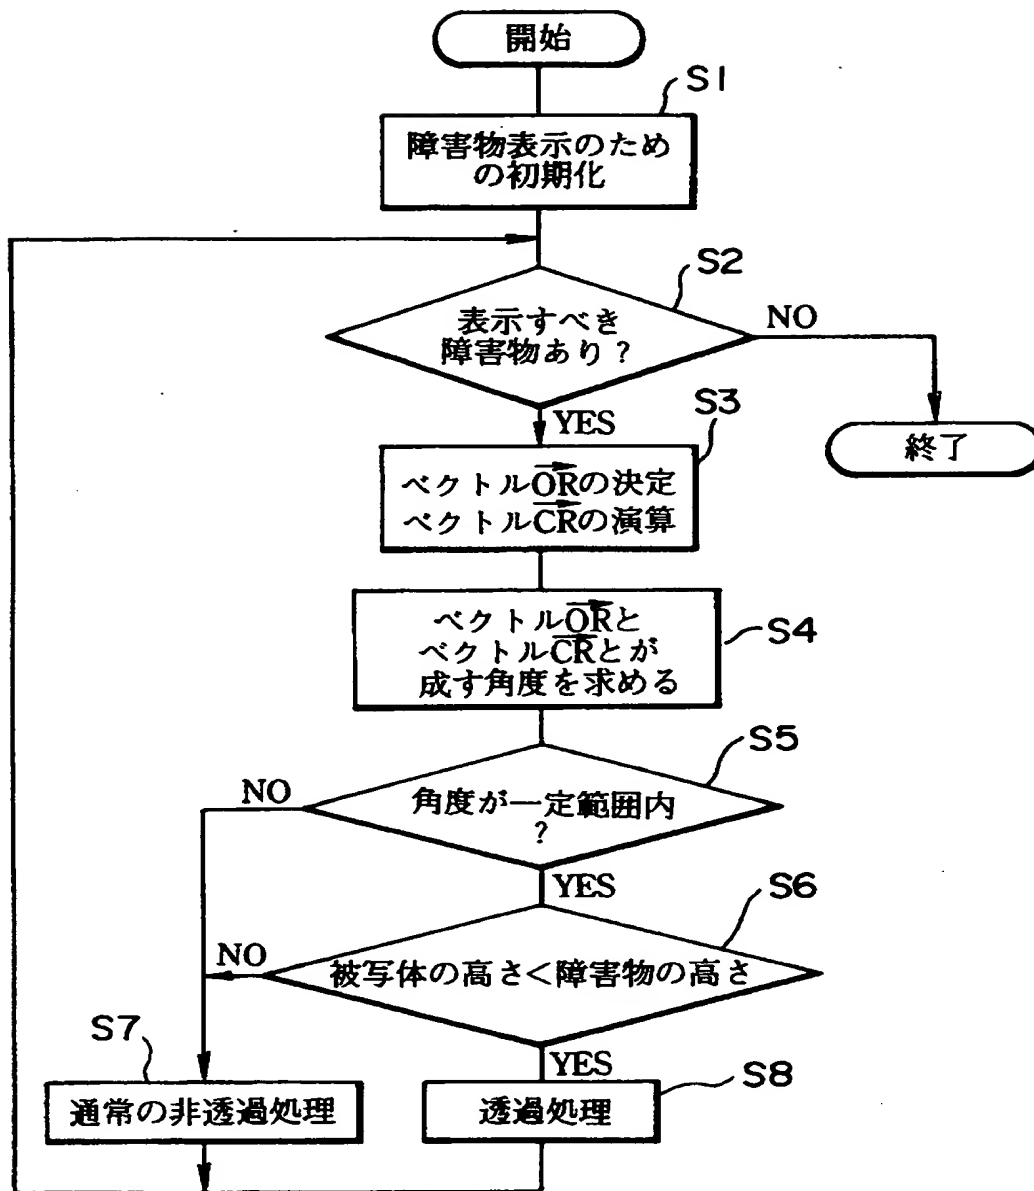 開始
S1
障害物表示のため
の初期化
S2
表示すべき
障害物あり？
NO
YES
S3
終了
ベクトルORの決定
ベクトルCRの演算
ベクトルORと
ベクトルCRとが
成す角度を求める
S4
S5
NO
角度が一定範囲内
？
YES
S6
NO
被写体の高さ<障害物の高さ
S7
YES
S8
通常の非透過処理
透過処理